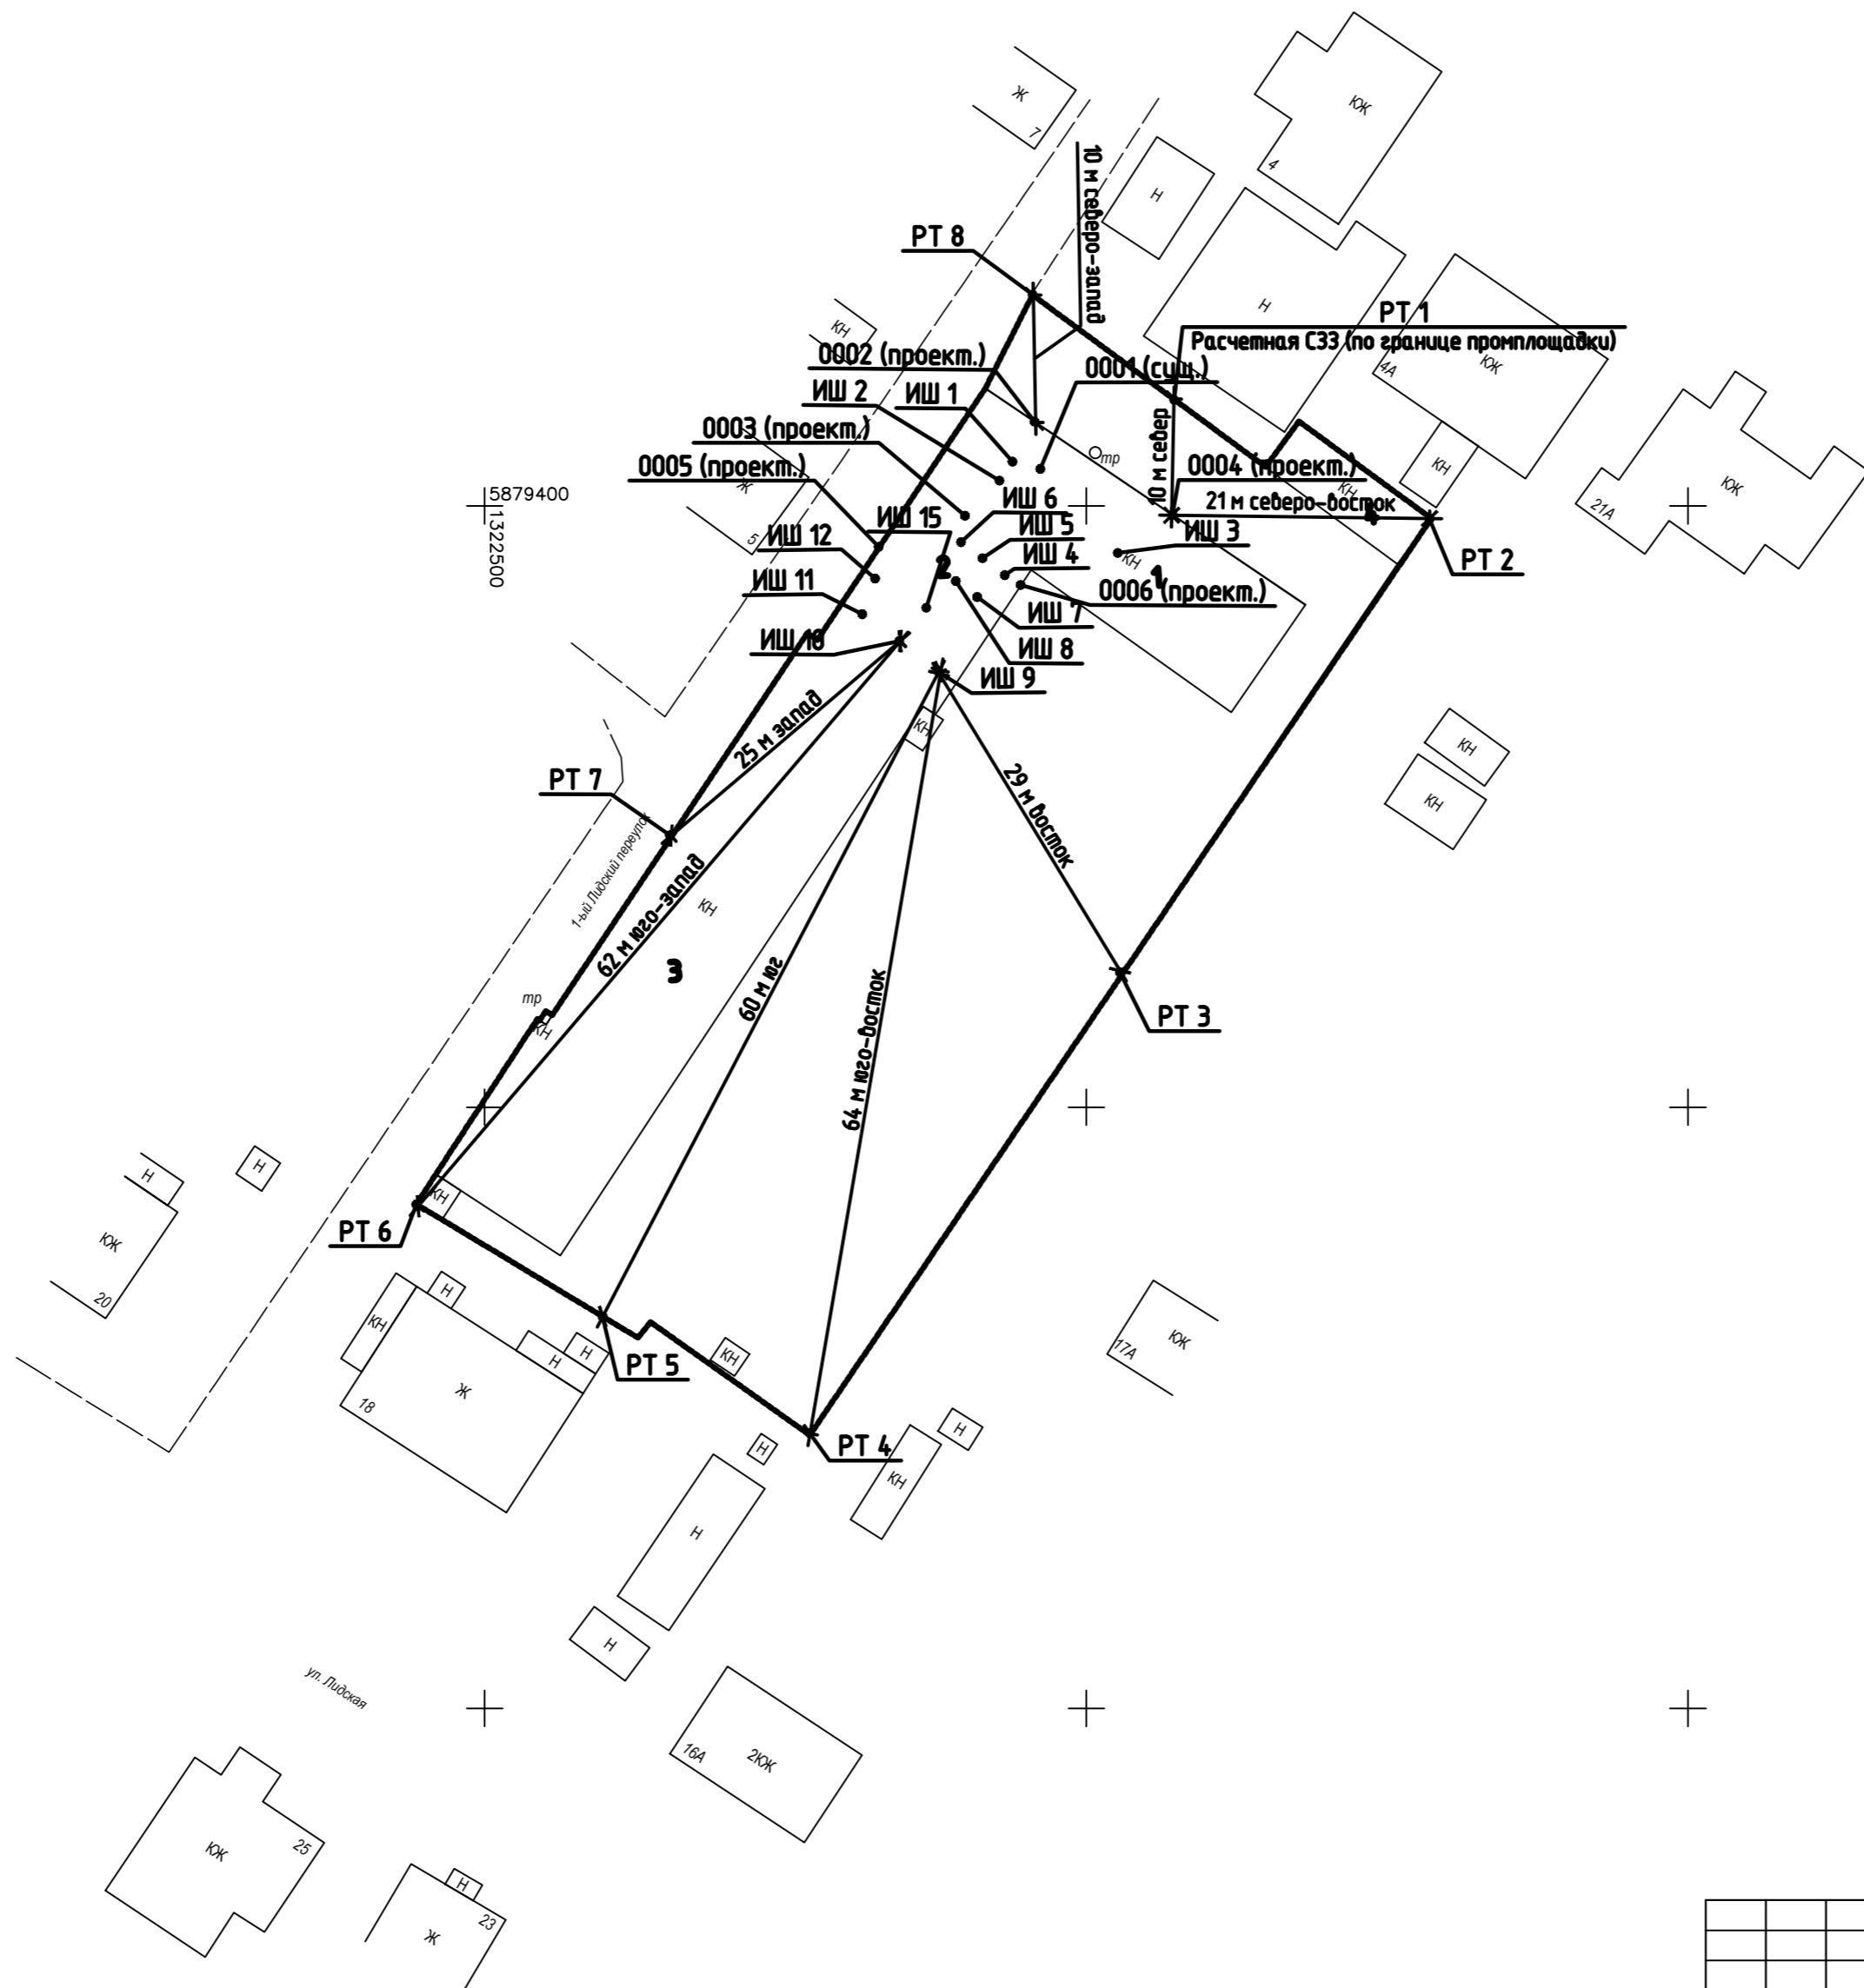 Ж
7
КЖ
4
Н
10 м северо-запад
РТ 8
Н
РТ 1
Расчетная СЗЗ (по границе промплощадки)
КН
0002 (проект.)
0001 (сущ.)
КЖ
4А
ИШ 2
ИШ 1
0003 (проект.)
10 м север
тр
0004 (проект.)
КН
0005 (проект.)
Ж
КН
КЖ
5879400
1322500
ИШ 6
21 м северо-восток
21А
ИШ 15
ИШ 5
ИШ 3
ИШ 12
5
2
ИШ 4
КН
1
РТ 2
ИШ 11
0006 (проект.)
ИШ 7
ИШ 10
ИШ 8
ИШ 9
25 м запад
КН
КН
РТ 7
29 м восток
КН
1-ый Лидский переулок
62 м юго-запад
КН
3
60 м юг
тр
КН
64 м юго-восток
РТ 3
Н
Н
КН
РТ 6
КЖ
20
Н
КН
Н
Н
КН
17А
КЖ
РТ 5
Ж
18
Н
КН
Н
РТ 4
Н
Н
ул. Лидская
16А
2КЖ
КЖ
25
Н
23
Ж